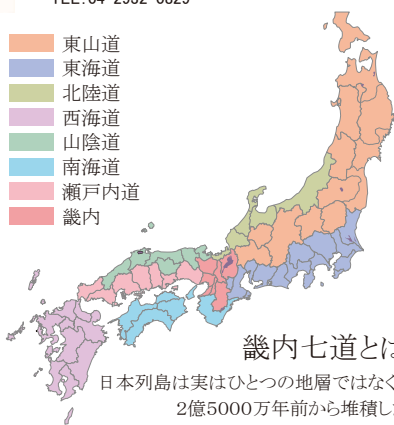 東山道
東海道
北陸道
西海道
山陰道
南海道
瀬戸内道
畿内
畿内七道とは
日本列島は実はひとつの地層ではなく
2億5000万年前から堆積し